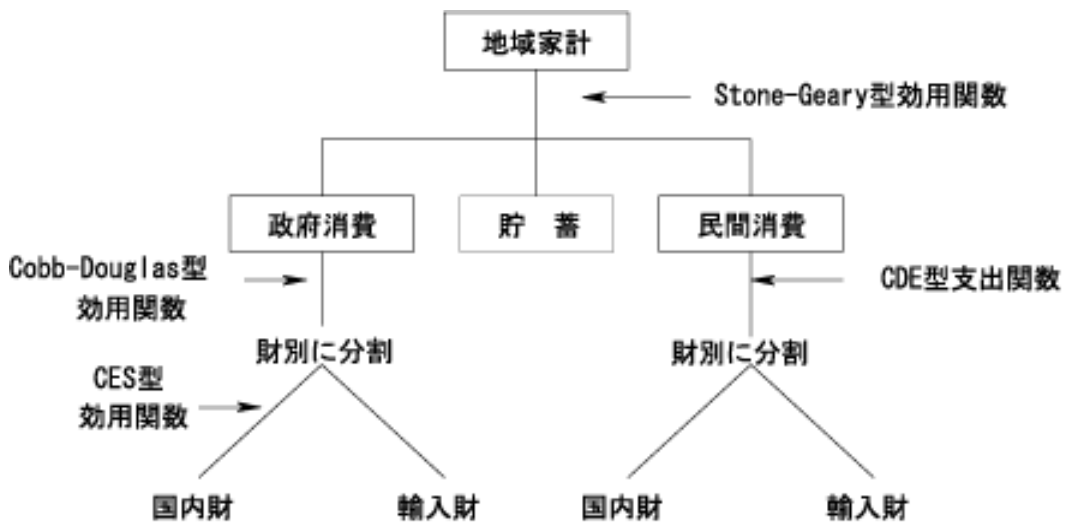 地域家計
Stone-Geary型効用関数
政府消費
貯　蓄
民間消費
Cobb-Douglas型
効用関数
CDE型支出関数
財別に分割
財別に分割
CES型
効用関数
国内財
輸入財
国内財
輸入財